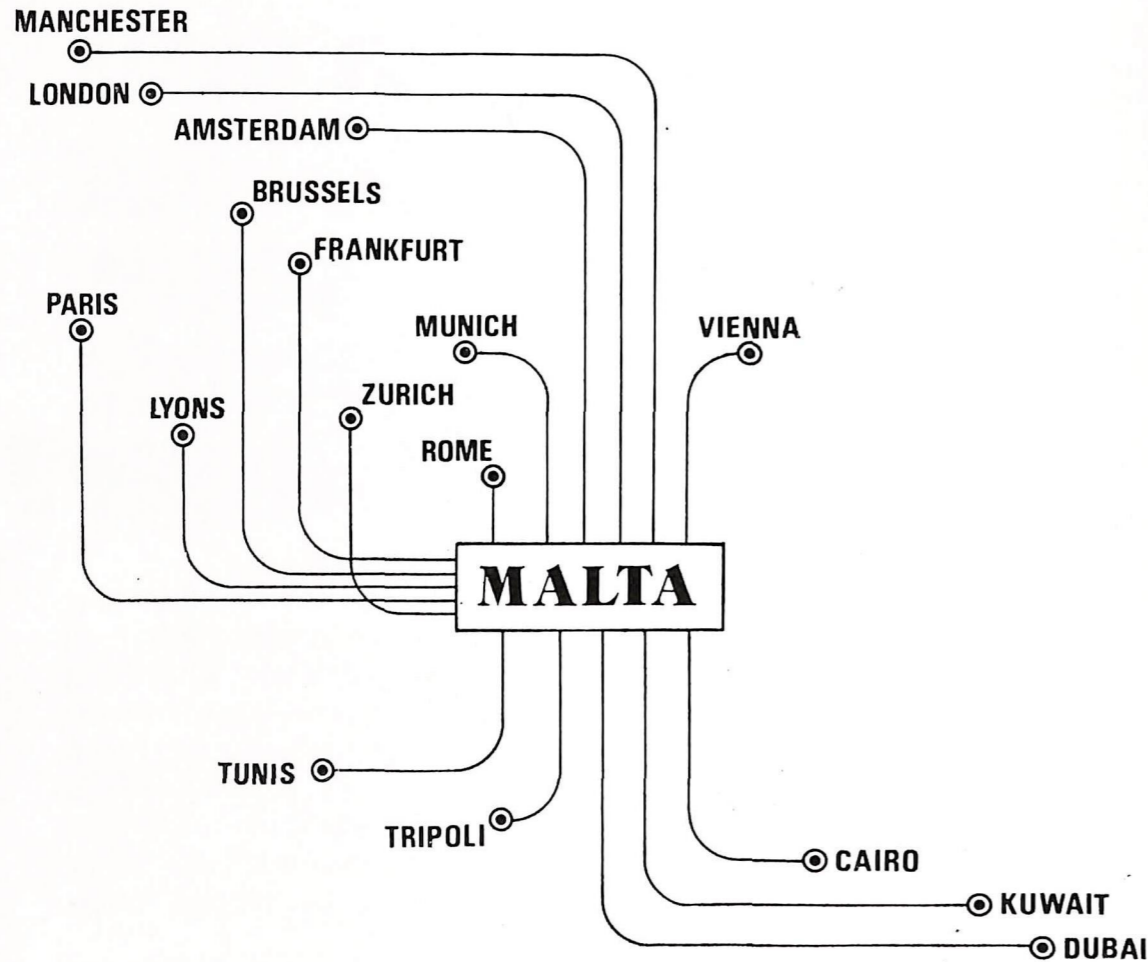 MANCHESTER
LONDON
AMSTERDAM
BRUSSELS
FRANKFURT
PARIS
MUNICH
VIENNA
ZURICH
LYONS
ROME
MALTA
TUNIS
TRIPOLI
CAIRO
KUWAIT
DUBAI